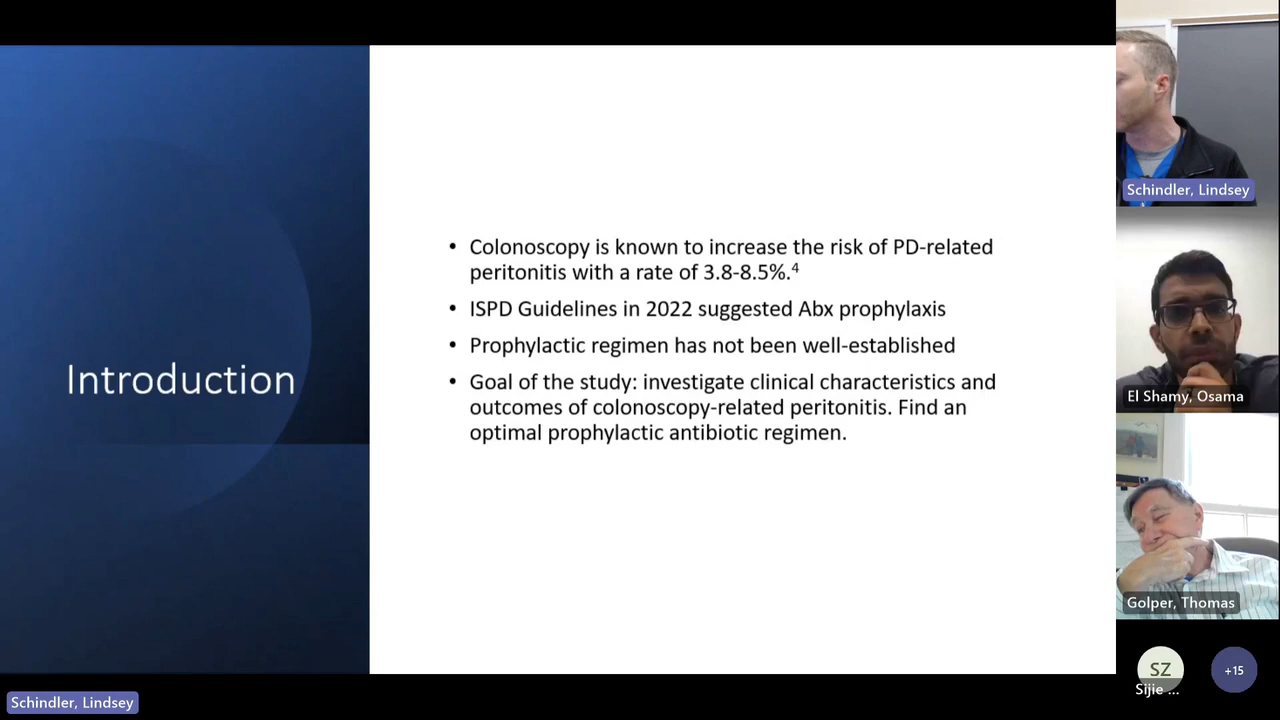 Introduction
• Colonoscopy is known to increase the risk of PD-related
peritonitis with a rate of 3.8-8.5%.⁴
• ISPD Guidelines in 2022 suggested Abx prophylaxis
• Prophylactic regimen has not been well-established
• Goal of the study: investigate clinical characteristics and
outcomes of colonoscopy-related peritonitis. Find an
optimal prophylactic antibiotic regimen.
Schindler, Lindsey
El Shamy, Osama
Golper, Thomas
SZ
Sijie ...
+15
Schindler, Lindsey